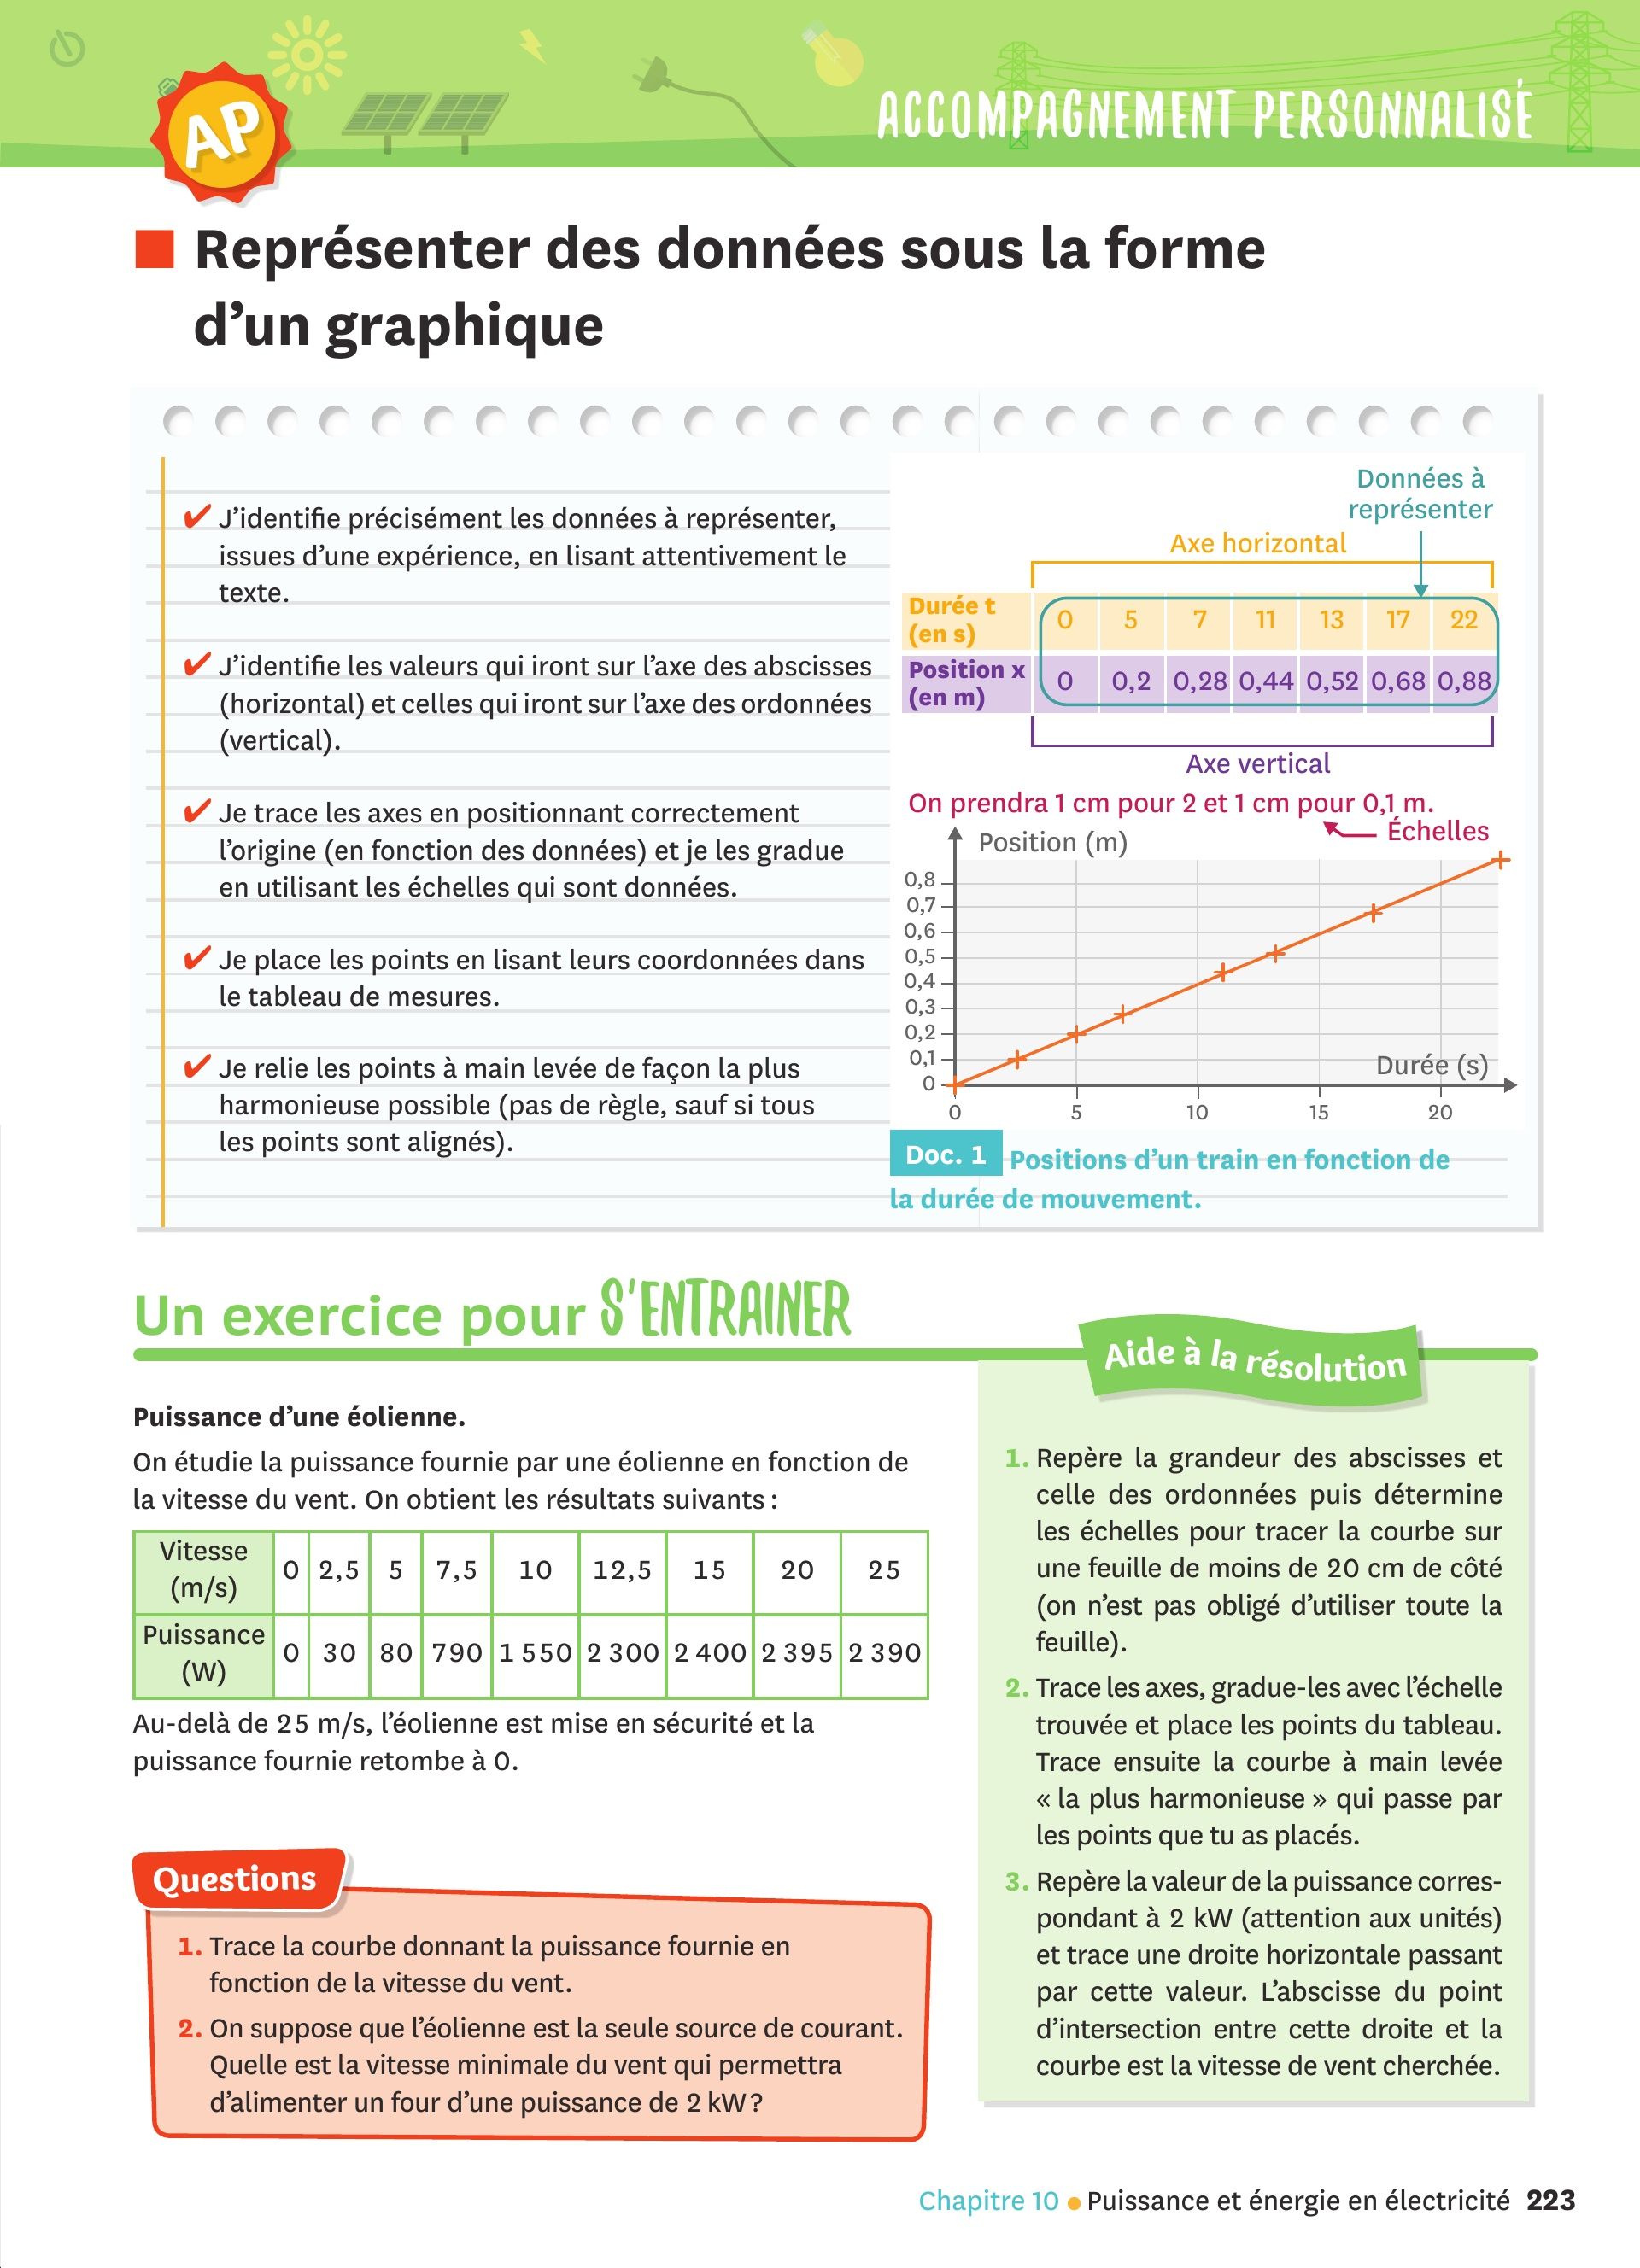 AP
ACCOMPAGNEMENT PERSONNALISÉ
Représenter des données sous la forme
d’un graphique
✔ J’identifie précisément les données à représenter,
issues d’une expérience, en lisant attentivement le
texte.
✔ J’identifie les valeurs qui iront sur l’axe des abscisses
(horizontal) et celles qui iront sur l’axe des ordonnées
(vertical).
✔ Je trace les axes en positionnant correctement
l’origine (en fonction des données) et je les gradue
en utilisant les échelles qui sont données.
✔ Je place les points en lisant leurs coordonnées dans
le tableau de mesures.
✔ Je relie les points à main levée de façon la plus
harmonieuse possible (pas de règle, sauf si tous
les points sont alignés).
Données à
représenter
Axe horizontal
Durée t
(en s)
0 5 7 11 13 17 22
Position x
(en m)
0 0,2 0,28 0,44 0,52 0,68 0,88
Axe vertical
On prendra 1 cm pour 2 et 1 cm pour 0,1 m.
Échelles
Position (m)
0,8
0,7
0,6
0,5
0,4
0,3
0,2
0,1
0
Durée (s)
0 5 10 15 20
Doc. 1 Positions d’un train en fonction de
la durée de mouvement.
Un exercice pour S'ENTRAINER
Puissance d’une éolienne.
On étudie la puissance fournie par une éolienne en fonction de
la vitesse du vent. On obtient les résultats suivants :
Vitesse
(m/s)
0 2,5 5 7,5 10 12,5 15 20 25
Puissance
(W)
0 30 80 790 1 550 2 300 2 400 2 395 2 390
Au-delà de 25 m/s, l’éolienne est mise en sécurité et la
puissance fournie retombe à 0.
Questions
1. Trace la courbe donnant la puissance fournie en
fonction de la vitesse du vent.
2. On suppose que l’éolienne est la seule source de courant.
Quelle est la vitesse minimale du vent qui permettra
d’alimenter un four d’une puissance de 2 kW ?
Aide à la résolution
1. Repère la grandeur des abscisses et
celle des ordonnées puis détermine
les échelles pour tracer la courbe sur
une feuille de moins de 20 cm de côté
(on n’est pas obligé d’utiliser toute la
feuille).
2. Trace les axes, gradue-les avec l’échelle
trouvée et place les points du tableau.
Trace ensuite la courbe à main levée
« la plus harmonieuse » qui passe par
les points que tu as placés.
3. Repère la valeur de la puissance corres-
pondant à 2 kW (attention aux unités)
et trace une droite horizontale passant
par cette valeur. L’abscisse du point
d’intersection entre cette droite et la
courbe est la vitesse de vent cherchée.
Chapitre 10 • Puissance et énergie en électricité 223